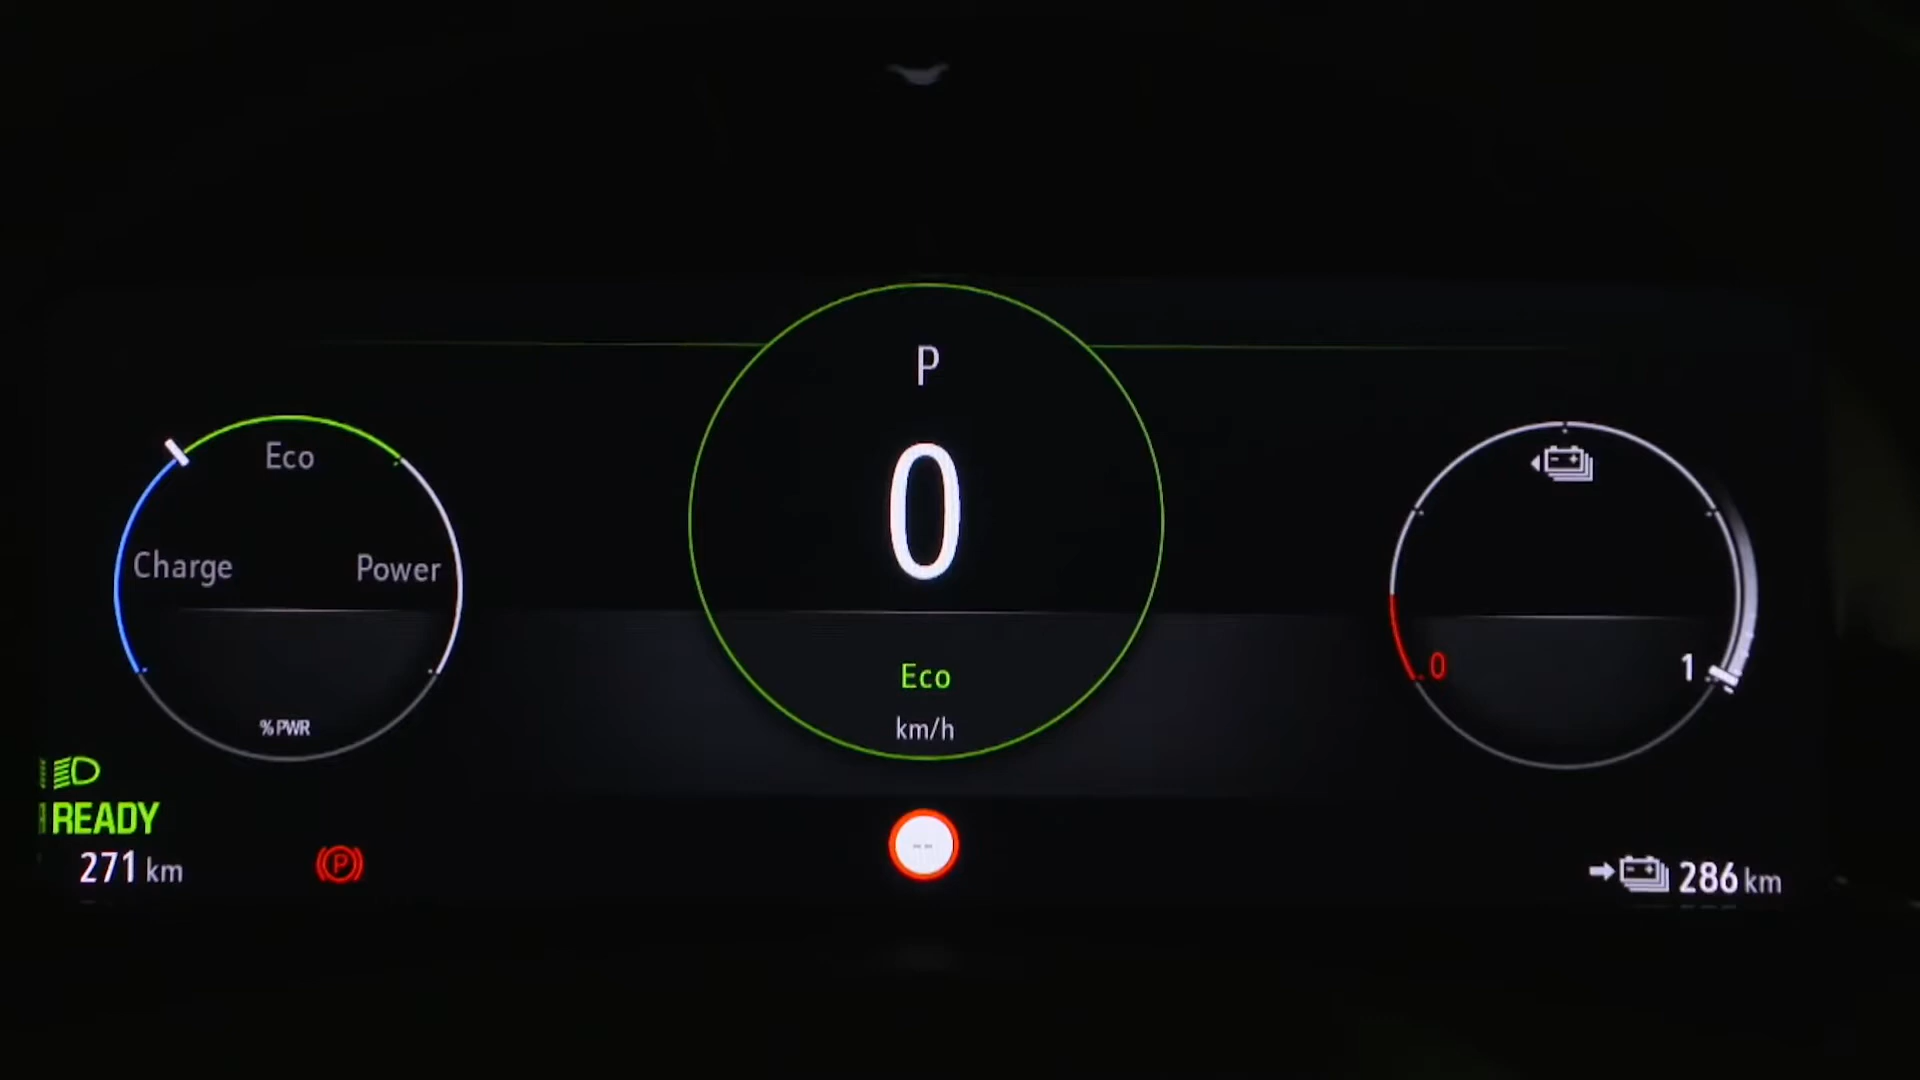 P
0
Eco
km/h
Eco
Charge
Power
% PWR
0
1
READY
271 km
P
--
286 km